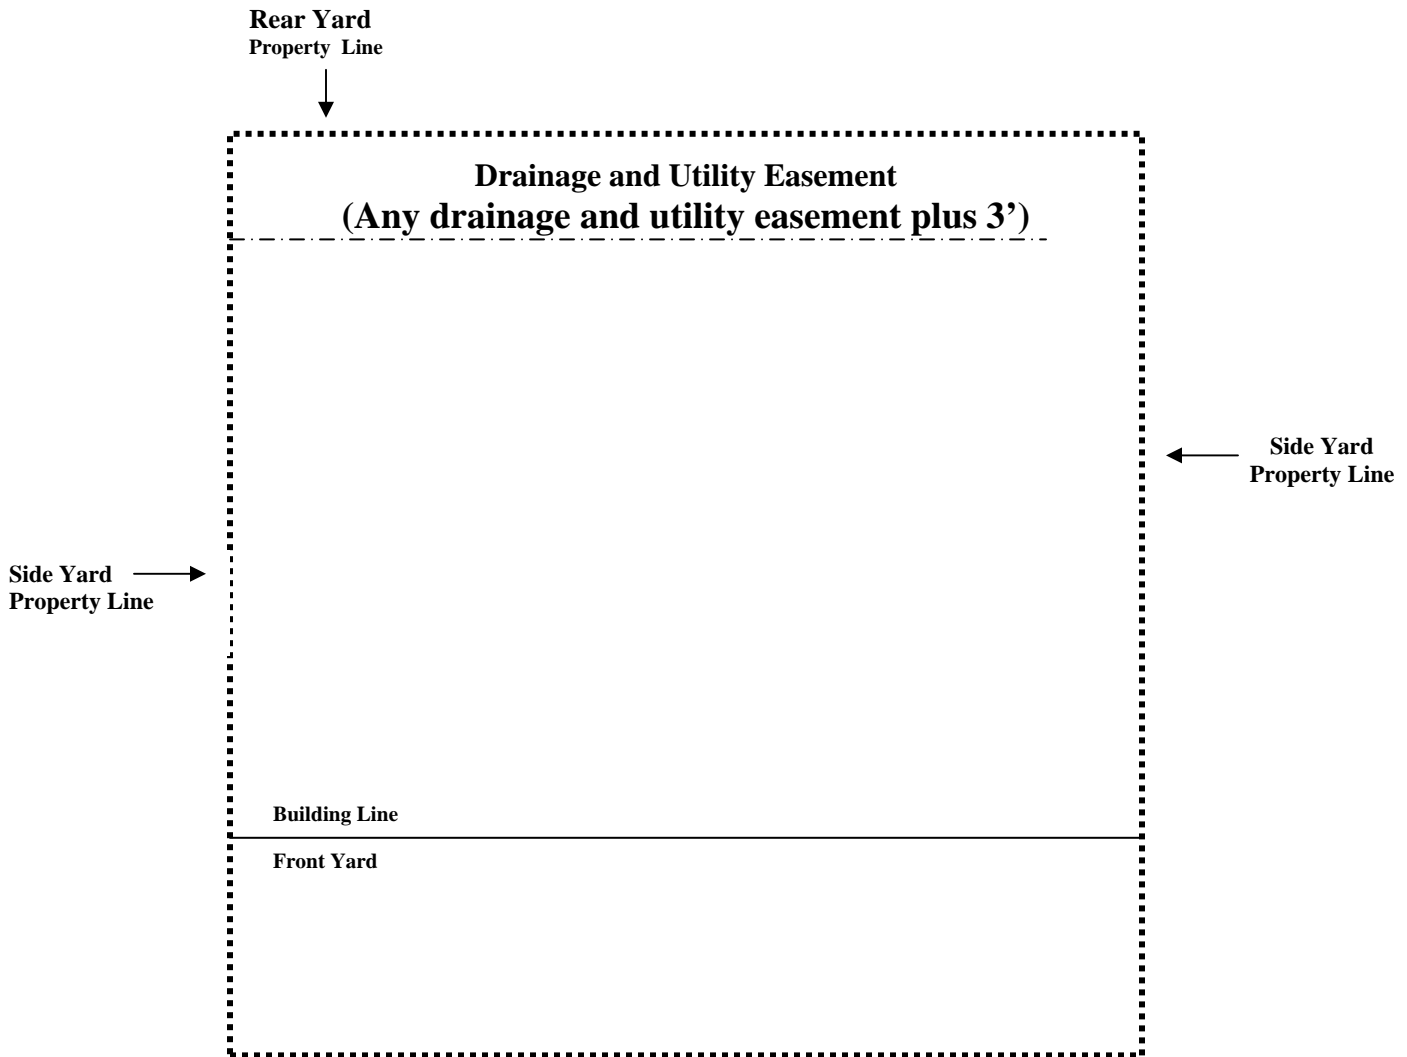 Rear Yard
Property Line
Drainage and Utility Easement
(Any drainage and utility easement plus 3’)
Side Yard
Property Line
Side Yard
Property Line
Building Line
Front Yard